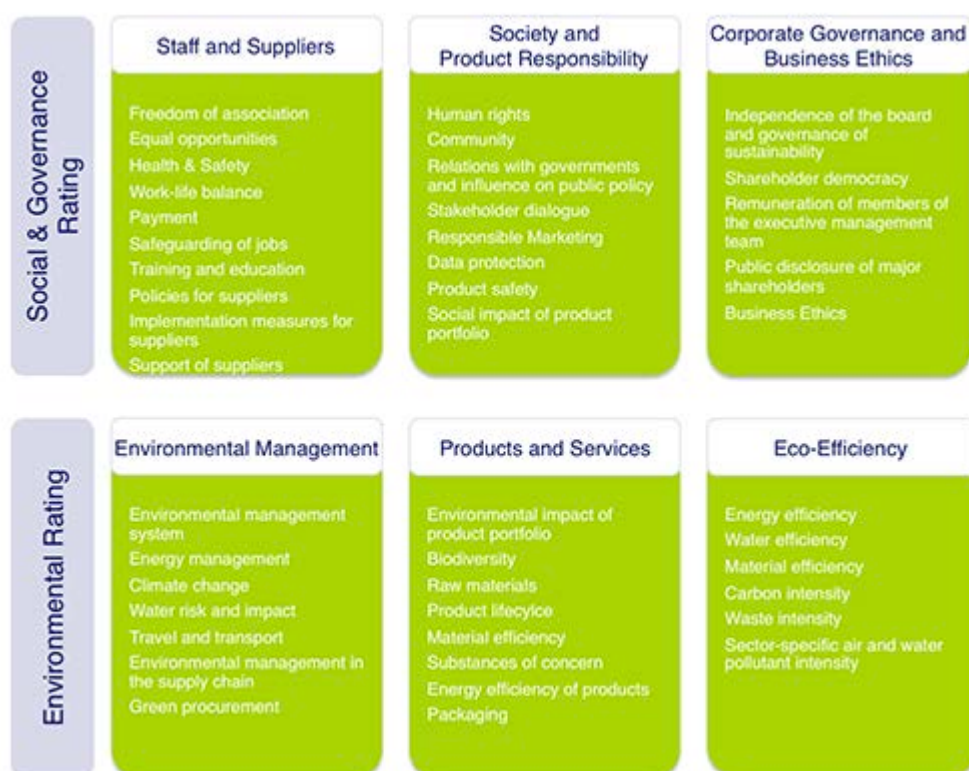 Social & Governance
Rating
Staff and Suppliers
Freedom of association
Equal opportunities
Health & Safety
Work-life balance
Payment
Safeguarding of jobs
Training and education
Policies for suppliers
Implementation measures for
suppliers
Support of suppliers
Society and
Product Responsibility
Human rights
Community
Relations with governments
and influence on public policy
Stakeholder dialogue
Responsible Marketing
Data protection
Product safety
Social impact of product
portfolio
Corporate Governance and
Business Ethics
Independence of the board
and governance of
sustainability
Shareholder democracy
Remuneration of members of
the executive management
team
Public disclosure of major
shareholders
Business Ethics
Environmental Rating
Environmental Management
Environmental management
system
Energy management
Climate change
Water risk and impact
Travel and transport
Environmental management in
the supply chain
Green procurement
Products and Services
Environmental impact of
product portfolio
Biodiversity
Raw materials
Product lifecylce
Material efficiency
Substances of concern
Energy efficiency of products
Packaging
Eco-Efficiency
Energy efficiency
Water efficiency
Material efficiency
Carbon intensity
Waste intensity
Sector-specific air and water
pollutant intensity